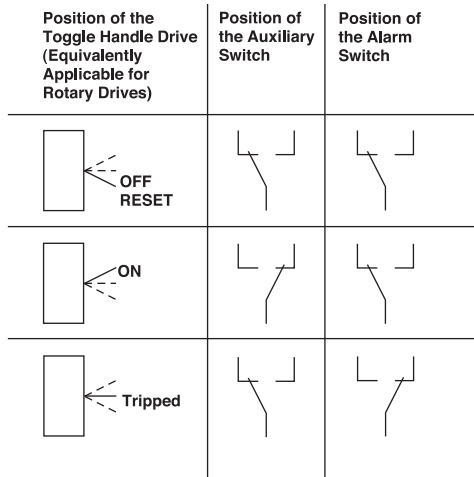 Position of the
Toggle Handle Drive
(Equivalently
Applicable for
Rotary Drives)
Position of
the Auxiliary
Switch
Position of
the Alarm
Switch
OFF
RESET
ON
Tripped